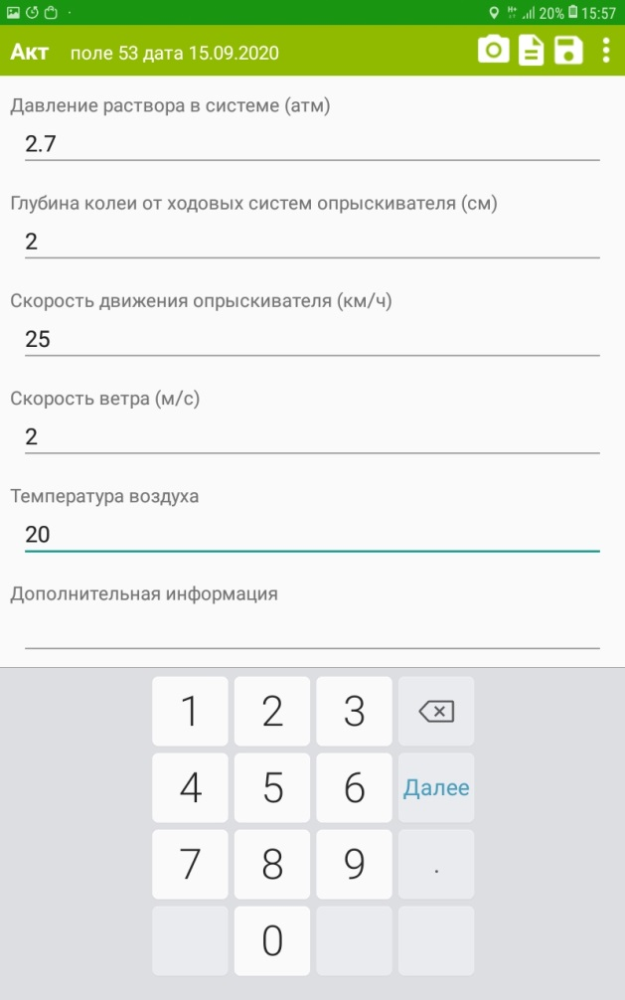 20% 15:57
Акт поле 53 дата 15.09.2020
Давление раствора в системе (атм)
2.7
Глубина колеи от ходовых систем опрыскивателя (см)
2
Скорость движения опрыскивателя (км/ч)
25
Скорость ветра (м/с)
2
Температура воздуха
20
Дополнительная информация
1 2 3
4 5 6 Далее
7 8 9 .
0